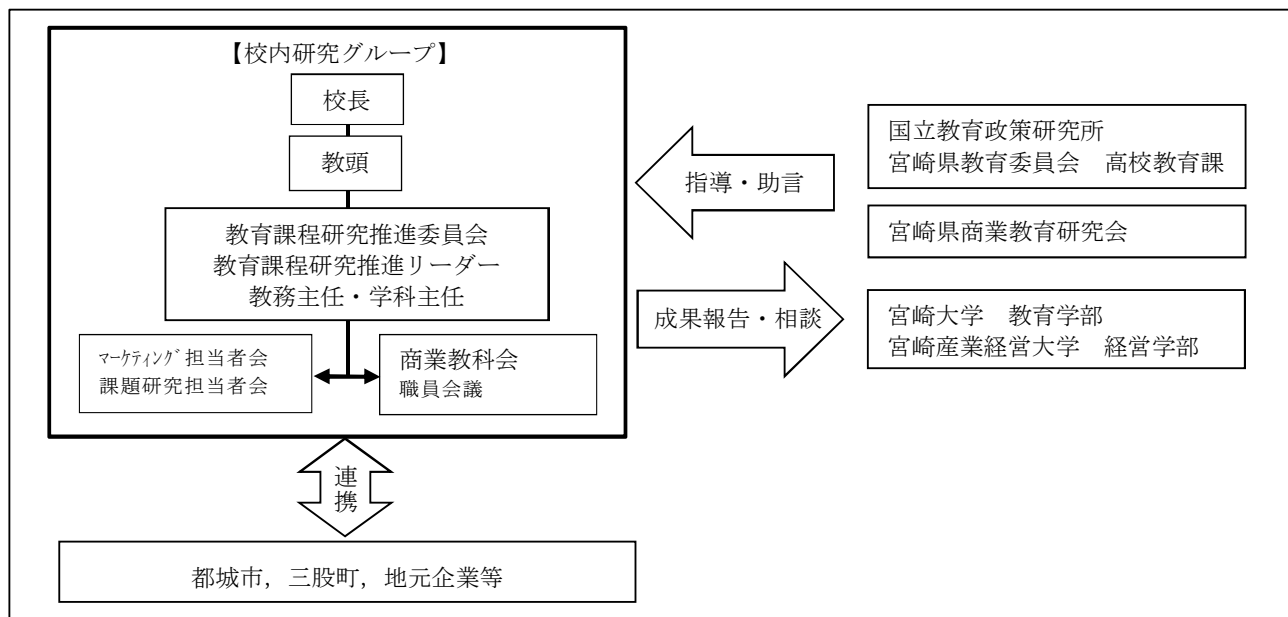 【校内研究グループ】
校長
教頭
教育課程研究推進委員会
教育課程研究推進リーダー
教務主任・学科主任
ﾏｰｹﾃｨﾝｸﾞ担当者会
課題研究担当者会
商業教科会
職員会議
指導・助言
成果報告・相談
国立教育政策研究所
宮崎県教育委員会　高校教育課
宮崎県商業教育研究会
宮崎大学　教育学部
宮崎産業経営大学　経営学部
連携
都城市，三股町，地元企業等